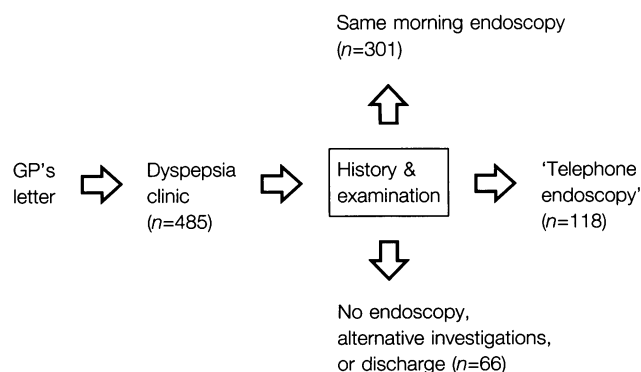 Same morning endoscopy
(n=301)
GP's
letter
Dyspepsia
clinic
(n=485)
History &
examination
'Telephone
endoscopy'
(n=118)
No endoscopy,
alternative investigations,
or discharge (n=66)